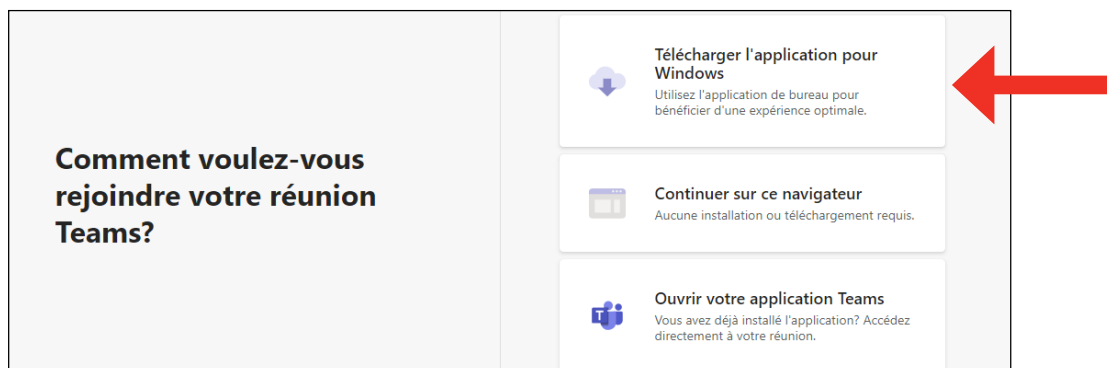 Comment voulez-vous
rejoindre votre réunion
Teams?
Télécharger l'application pour
Windows
Utilisez l'application de bureau pour
bénéficier d'une expérience optimale.
Continuer sur ce navigateur
Aucune installation ou téléchargement requis.
Ouvrir votre application Teams
Vous avez déjà installé l'application? Accédez
directement à votre réunion.